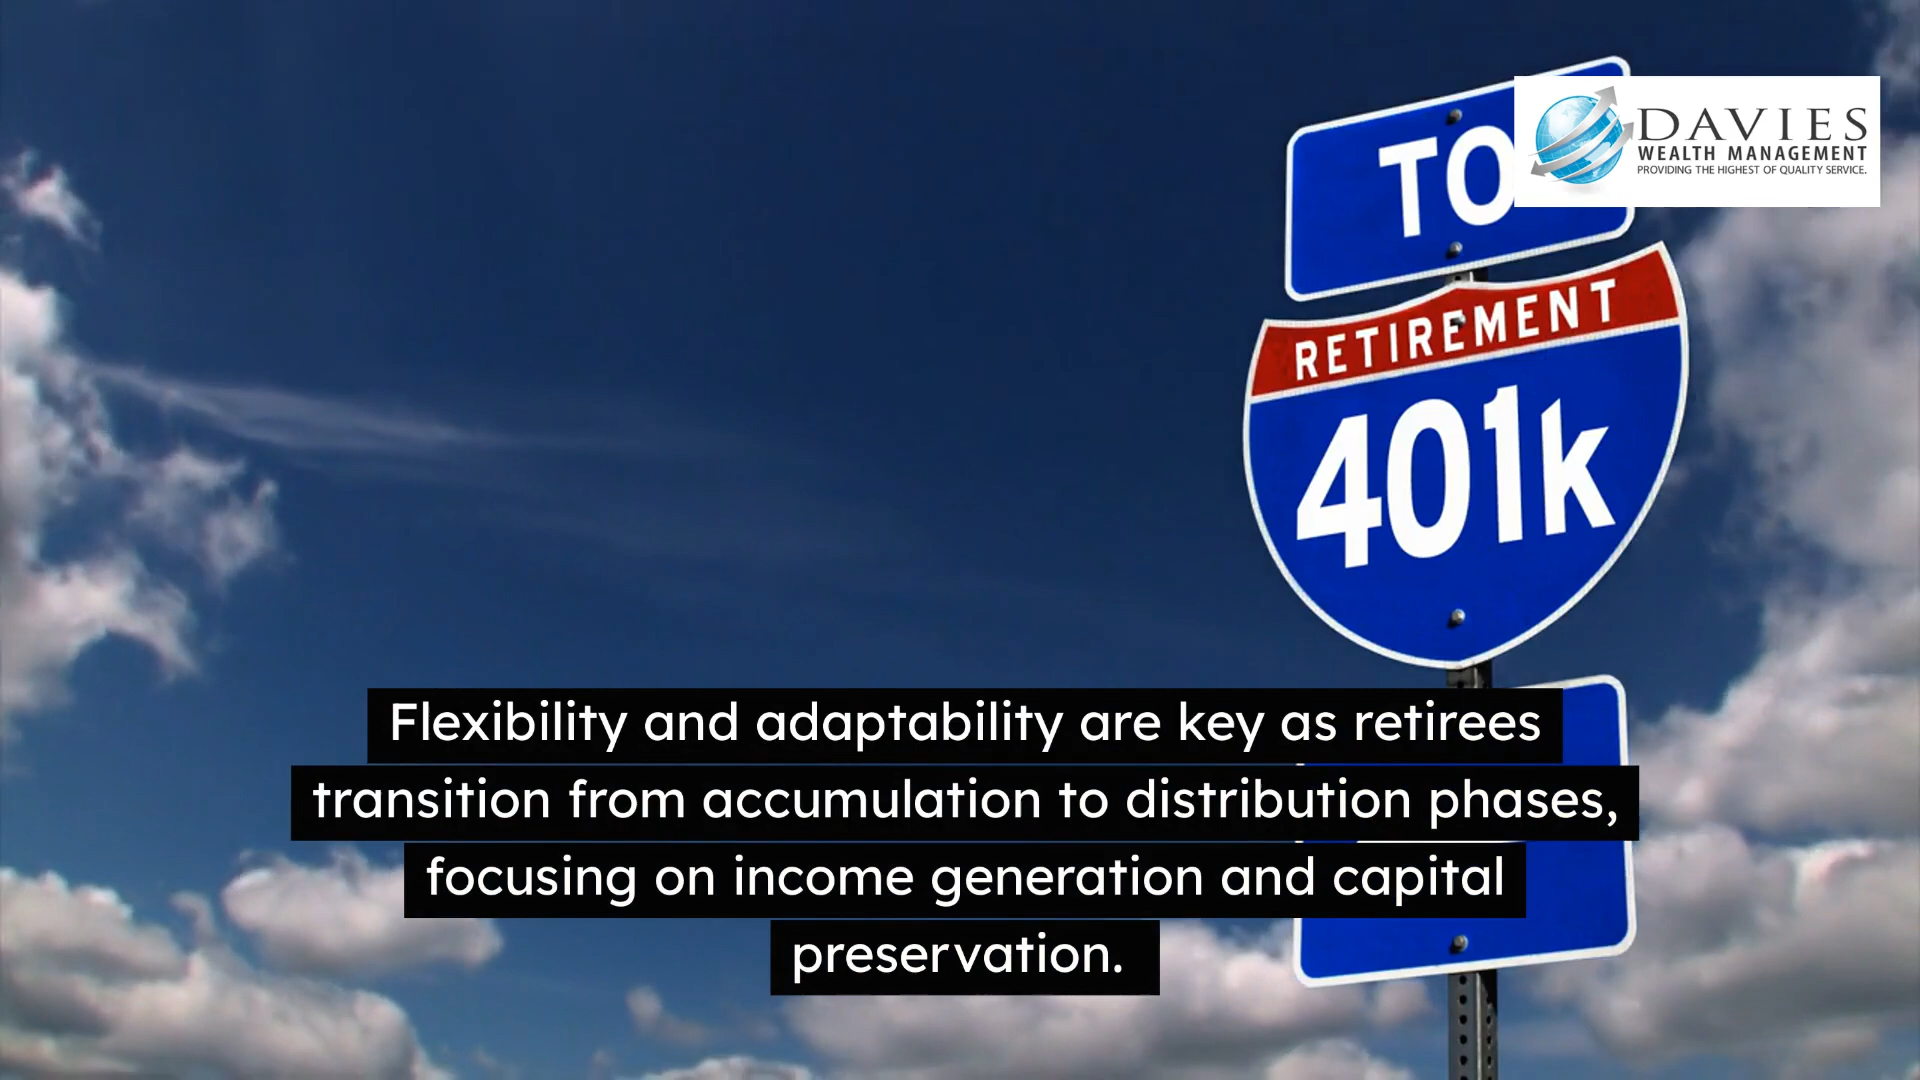 TO
DAVIES
WEALTH MANAGEMENT
PROVIDING THE HIGHEST OF QUALITY SERVICE.
RETIREMENT
401k
Flexibility and adaptability are key as retirees
transition from accumulation to distribution phases,
focusing on income generation and capital
preservation.